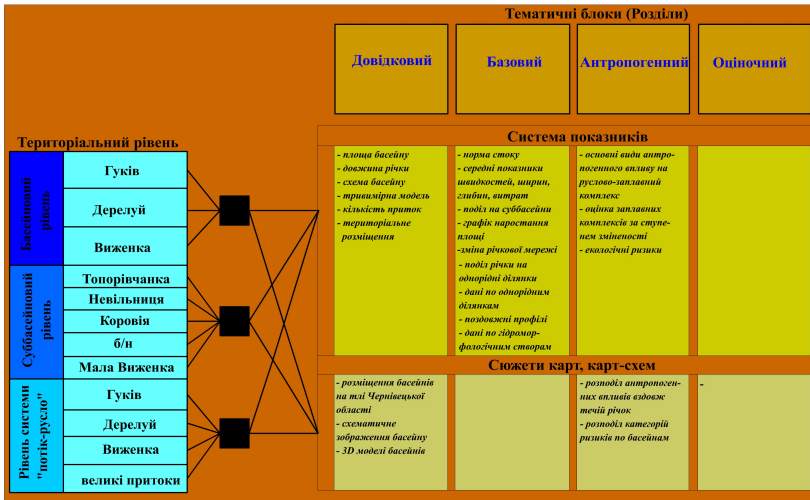 Тематичні блоки (Розділи)
Довідковий
Базовий
Антропогенний
Оціночний
Територіальний рівень
Басейновий
рівень
Гуків
Дерелуй
Виженка
Суббасейновий
рівень
Топорівчанка
Невільниця
Коровія
б/н
Мала Виженка
Рівень системи
"потік-русло"
Гуків
Дерелуй
Виженка
великі притоки
Система показників
- площа басейну
- довжина річки
- схема басейну
- тривимірна модель
- кількість приток
- територіальне
розміщення
- норма стоку
- середні показники
швидкостей, ширин,
глибин, витрат
- поділ на суббасейни
- графік наростання
площі
-зміна річкової мережі
- поділ річки на
однорідні ділянки
- дані по однорідним
ділянкам
- поздовжні профілі
- дані по гідромор-
фологічним створам
- основні види антро-
погенного впливу на
руслово-заплавний
комплекс
- оцінка заплавних
комплексів за ступе-
нем зміненості
- екологічні ризики
Сюжети карт, карт-схем
- розміщення басейнів
на тлі Чернівецької
області
- схематичне
зображення басейну
- 3D моделі басейнів
- розподіл антропоген-
них впливів вздовж
течій річок
- розподіл категорій
ризиків по басейнам
-